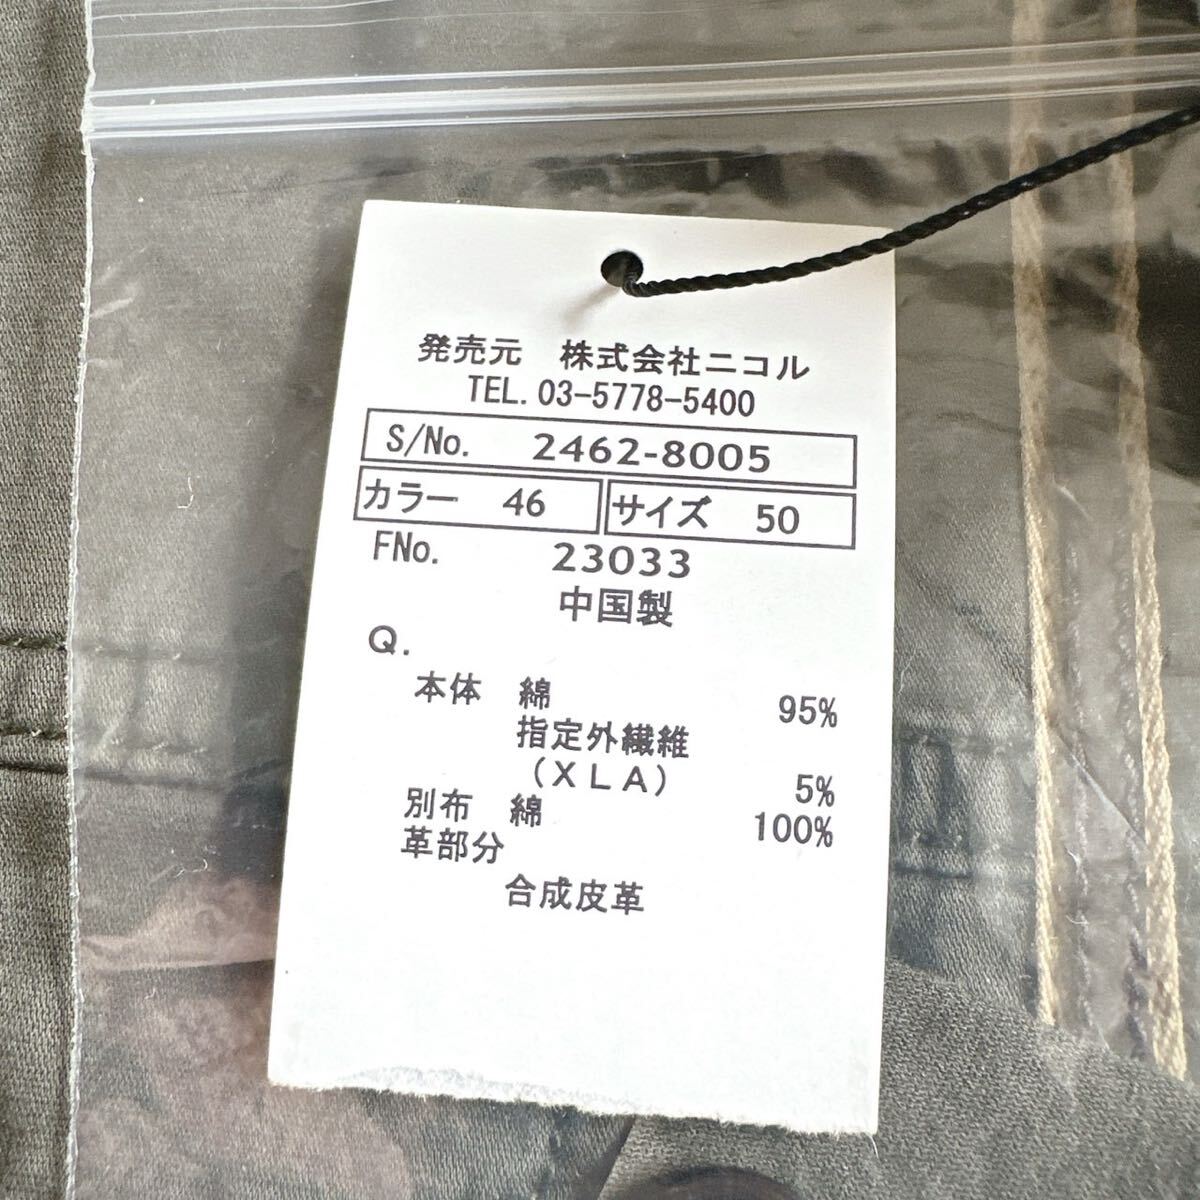 発売元　株式会社ニコル
TEL. 03-5778-5400
S/No.　2462-8005
カラー　46　サイズ　50
FNo.　23033
中国製
Q.
本体　綿　95%
指定外繊維
(XLA)　5%
別布　綿　100%
革部分
合成皮革